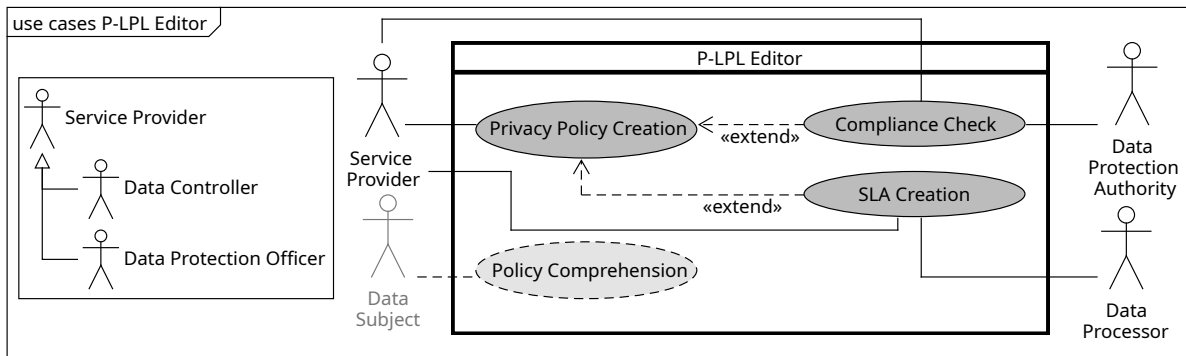 use cases P-LPL Editor
P-LPL Editor
Service Provider
Data Controller
Data Protection Officer
Service
Provider
Data
Subject
Privacy Policy Creation
«extend»
Compliance Check
«extend»
SLA Creation
Policy Comprehension
Data
Protection
Authority
Data
Processor